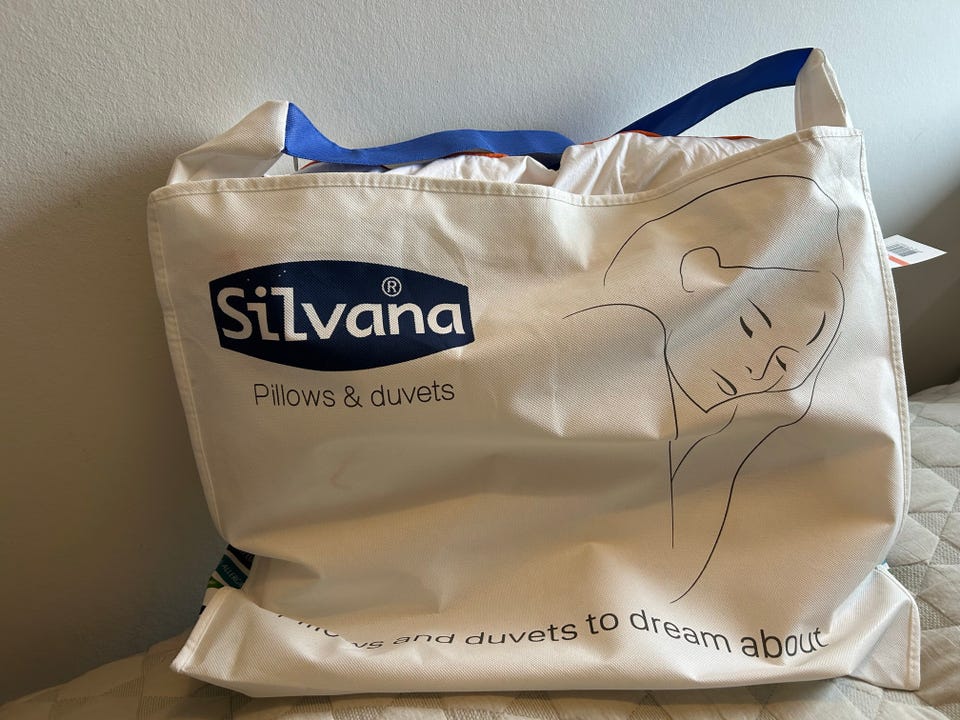 Silvana®
Pillows & duvets
and duvets to dream about